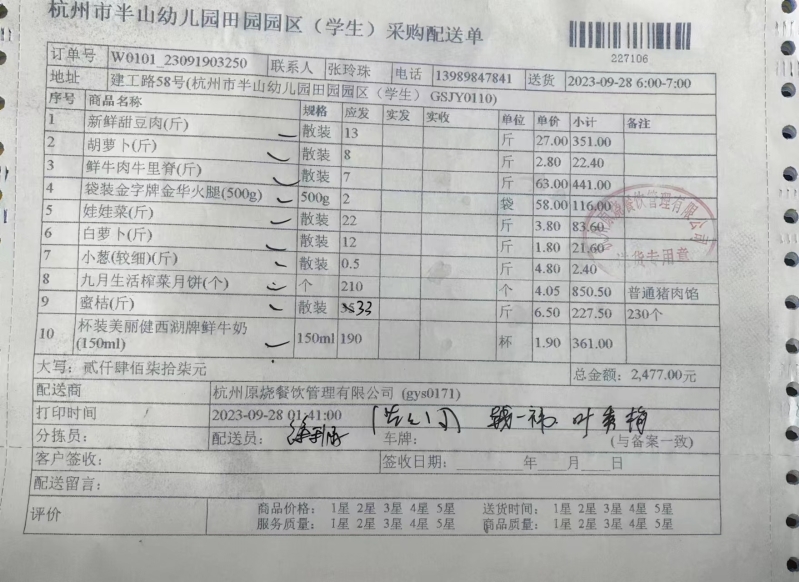 杭州市半山幼儿园田园园区（学生）采购配送单
227106
订单号 W0101_23091903250 联系人 张玲珠 电话 13989847841 送货 2023-09-28 6:00-7:00
地址 建工路58号(杭州市半山幼儿园田园园区（学生）GSJY0110)
序号 商品名称 规格 应发 实发 实收 单位 单价 小计 备注
1 新鲜甜豆肉(斤) 散装 13 斤 27.00 351.00
2 胡萝卜(斤) 散装 8 斤 2.80 22.40
3 鲜牛肉牛里脊(斤) 散装 7 斤 63.00 441.00
4 袋装金字牌金华火腿(500g) 500g 2 袋 58.00 116.00
5 娃娃菜(斤) 散装 22 斤 3.80 83.60
6 白萝卜(斤) 散装 12 斤 1.80 21.60
7 小葱(较细)(斤) 散装 0.5 斤 4.80 2.40
8 九月生活榨菜月饼(个) 个 210 个 4.05 850.50 普通猪肉馅
9 蜜桔(斤) 散装 33 斤 6.50 227.50 230个
10 杯装美丽健西湖牌鲜牛奶(150ml) 150ml 190 杯 1.90 361.00
大写：贰仟肆佰柒拾柒元 总金额：2,477.00元
配送商 杭州原烧餐饮管理有限公司 (gys0171)
打印时间 2023-09-28 01:41:00
分拣员： 配送员： 车牌： (与备案一致)
客户签收： 签收日期：______年____月____日
配送留言：
评价 商品价格： 1星 2星 3星 4星 5星 送货时间： 1星 2星 3星 4星 5星
服务质量： 1星 2星 3星 4星 5星 商品质量： 1星 2星 3星 4星 5星